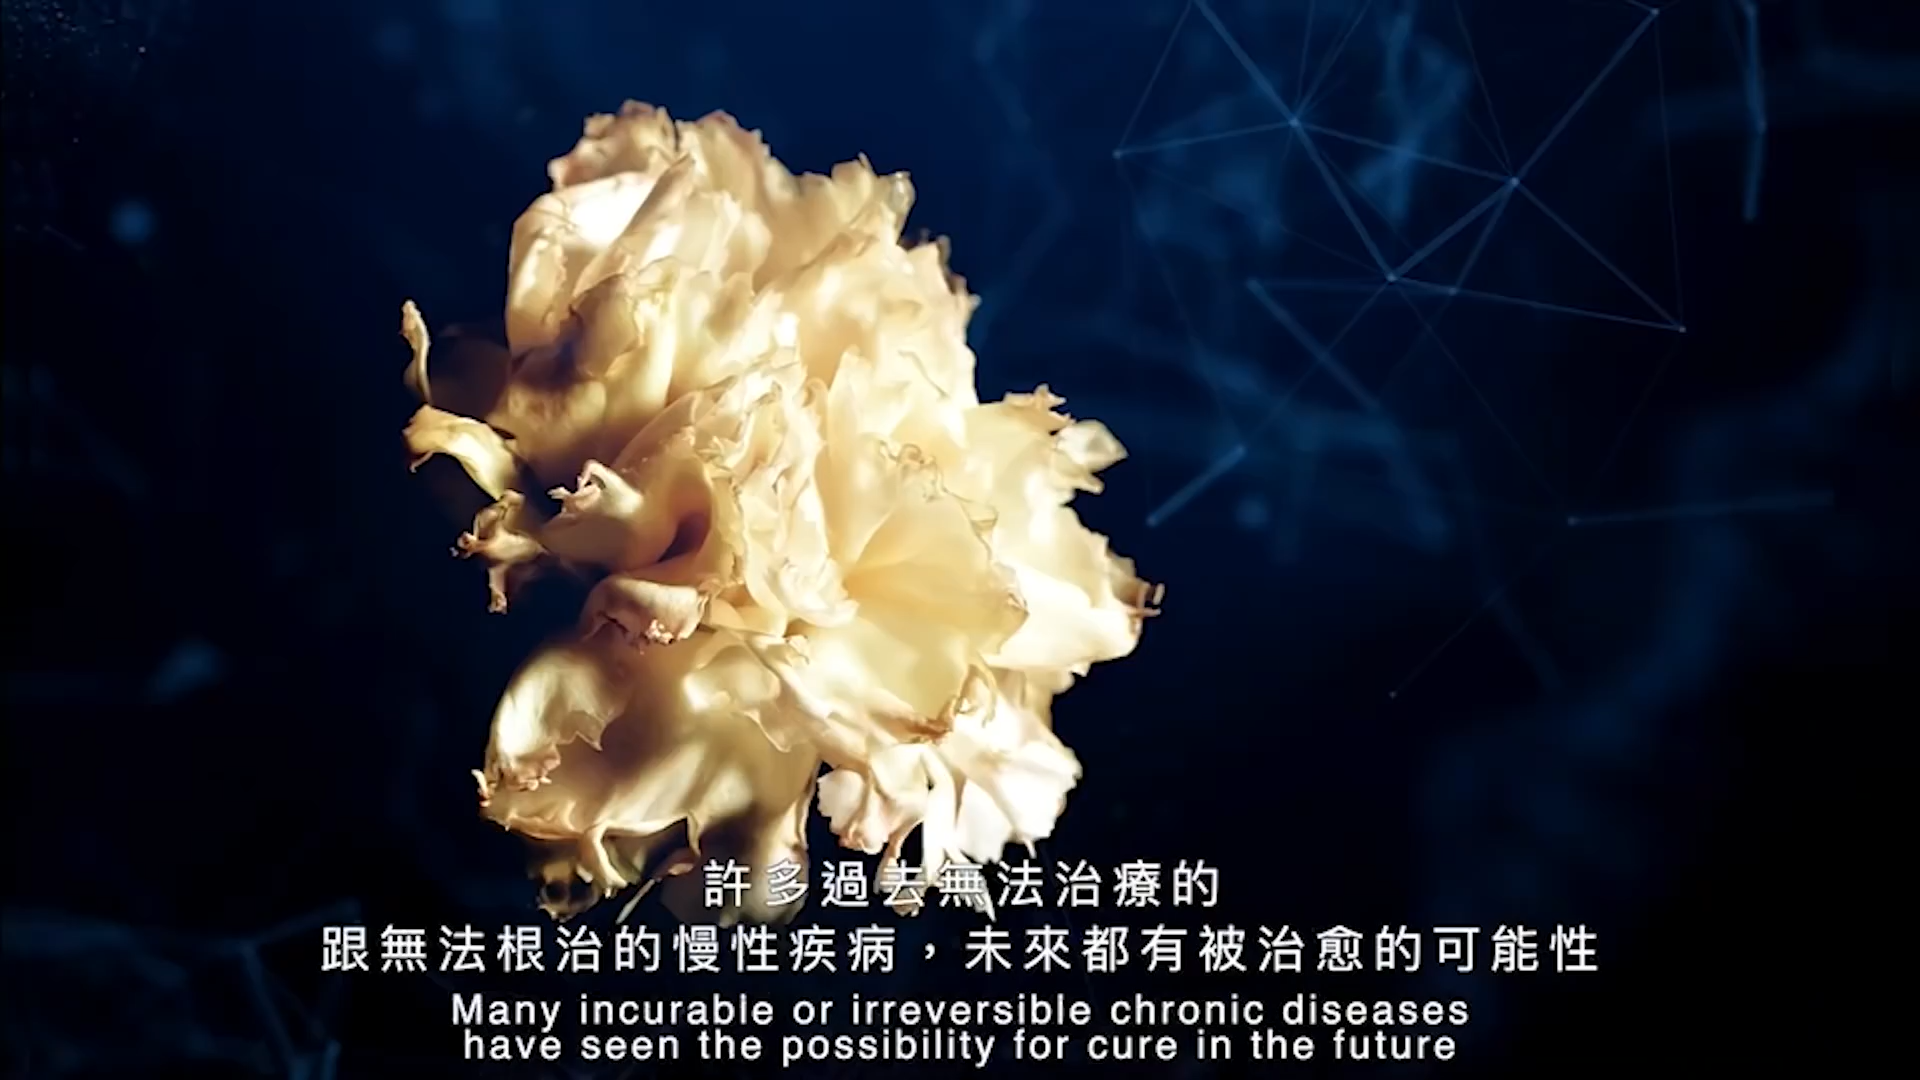 許多過去無法治療的
跟無法根治的慢性疾病，未來都有被治愈的可能性
Many incurable or irreversible chronic diseases
have seen the possibility for cure in the future